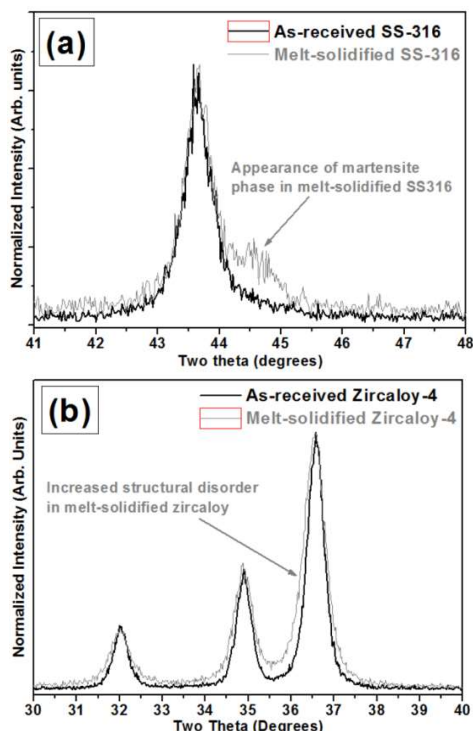 (a)
As-received SS-316
Melt-solidified SS-316
Appearance of martensite
phase in melt-solidified SS316
Normalized Intensity (Arb. units)
41 42 43 44 45 46 47 48
Two theta (degrees)
(b)
As-received Zircaloy-4
Melt-solidified Zircaloy-4
Increased structural disorder
in melt-solidified zircaloy
Normalized Intensity (Arb. Units)
30 31 32 33 34 35 36 37 38 39 40
Two Theta (Degrees)